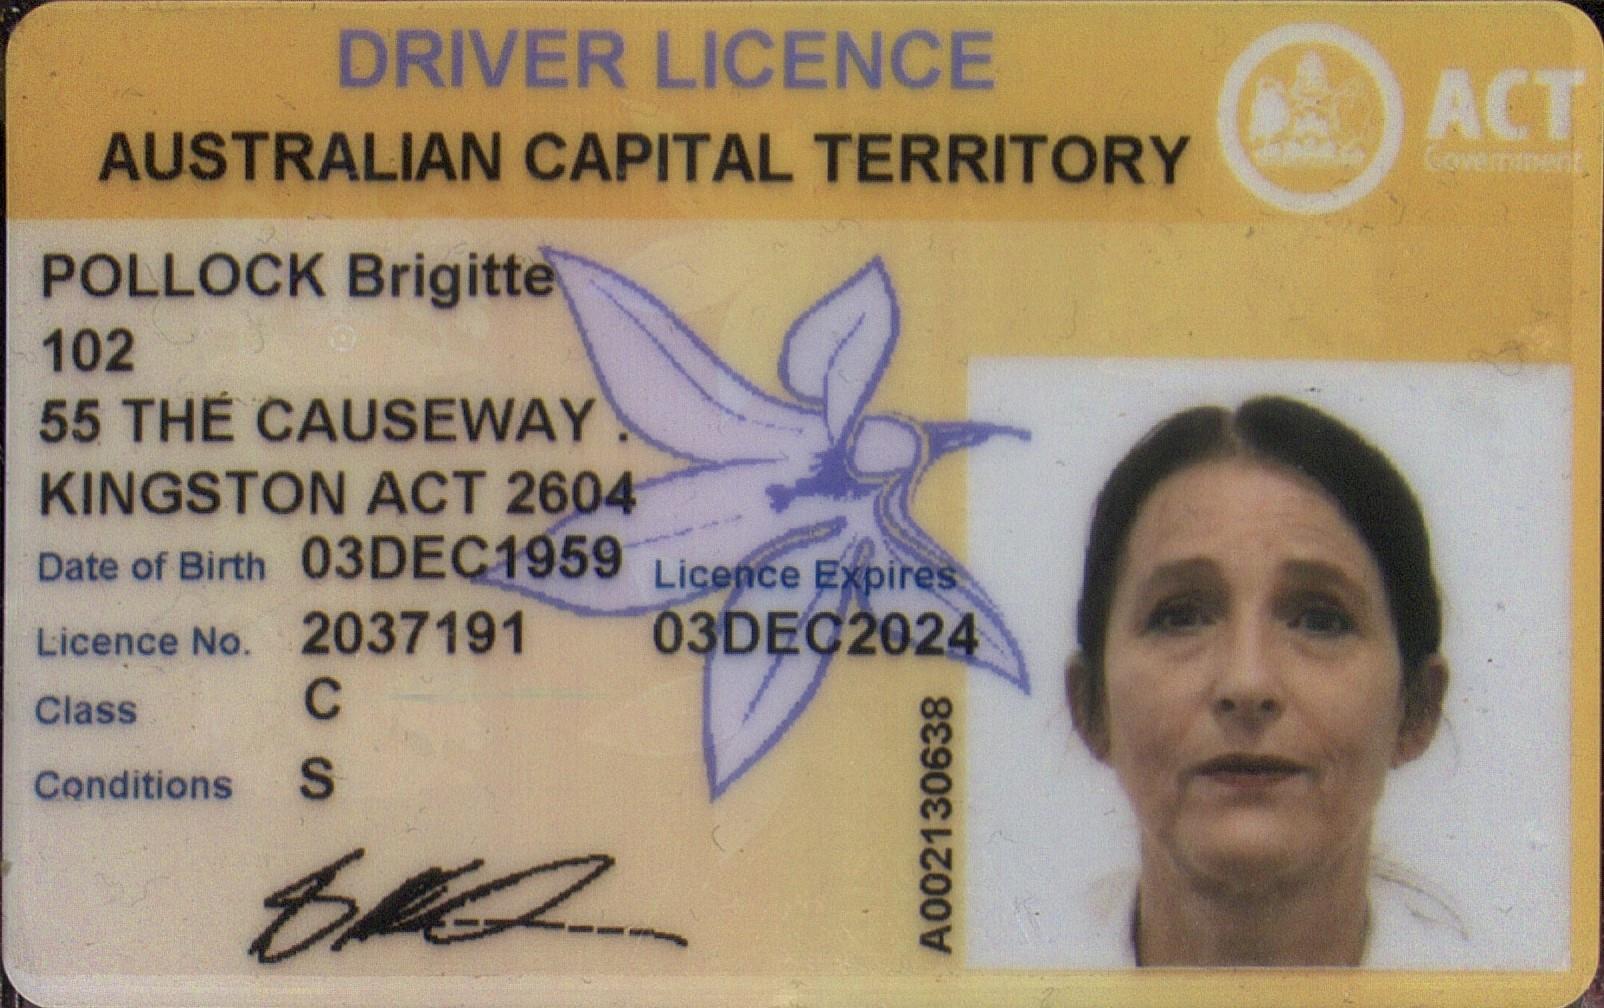 DRIVER LICENCE
AUSTRALIAN CAPITAL TERRITORY
ACT
Government
POLLOCK Brigitte
102
55 THE CAUSEWAY .
KINGSTON ACT 2604
Date of Birth 03DEC1959
Licence Expires
Licence No. 2037191 03DEC2024
Class C
Conditions S
A002130638